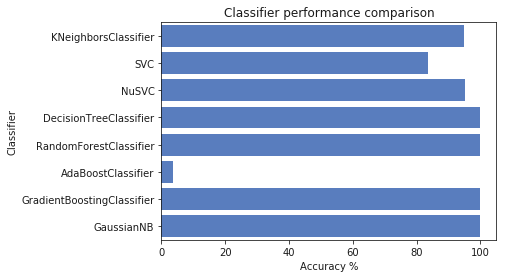 Classifier performance comparison
Classifier
KNeighborsClassifier
SVC
NuSVC
DecisionTreeClassifier
RandomForestClassifier
AdaBoostClassifier
GradientBoostingClassifier
GaussianNB
0 20 40 60 80 100
Accuracy %